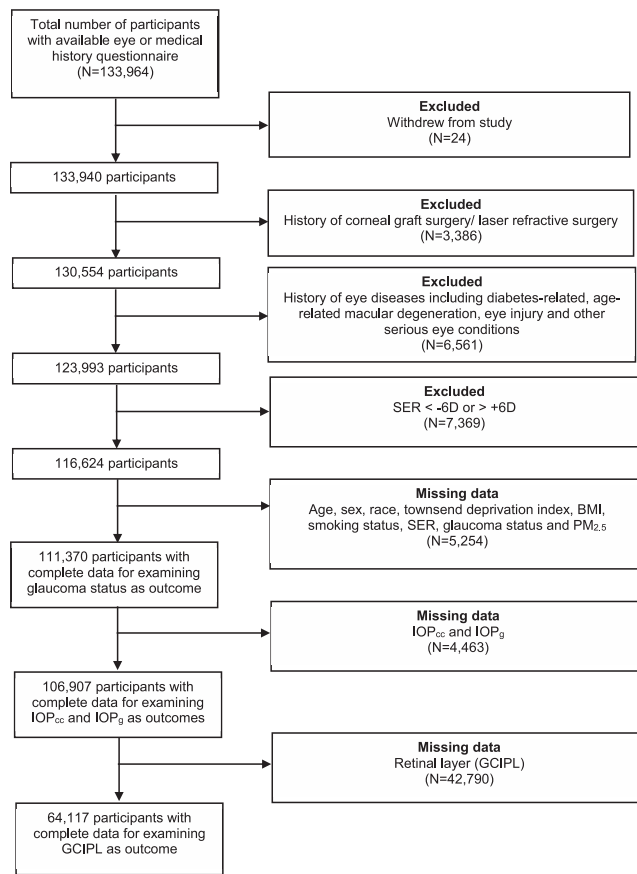 Total number of participants
with available eye or medical
history questionnaire
(N=133,964)
Excluded
Withdrew from study
(N=24)
133,940 participants
Excluded
History of corneal graft surgery/ laser refractive surgery
(N=3,386)
130,554 participants
Excluded
History of eye diseases including diabetes-related, age-
related macular degeneration, eye injury and other
serious eye conditions
(N=6,561)
123,993 participants
Excluded
SER < -6D or > +6D
(N=7,369)
116,624 participants
Missing data
Age, sex, race, townsend deprivation index, BMI,
smoking status, SER, glaucoma status and PM2.5
(N=5,254)
111,370 participants with
complete data for examining
glaucoma status as outcome
Missing data
IOPcc and IOPg
(N=4,463)
106,907 participants with
complete data for examining
IOPcc and IOPg as outcomes
Missing data
Retinal layer (GCIPL)
(N=42,790)
64,117 participants with
complete data for examining
GCIPL as outcome